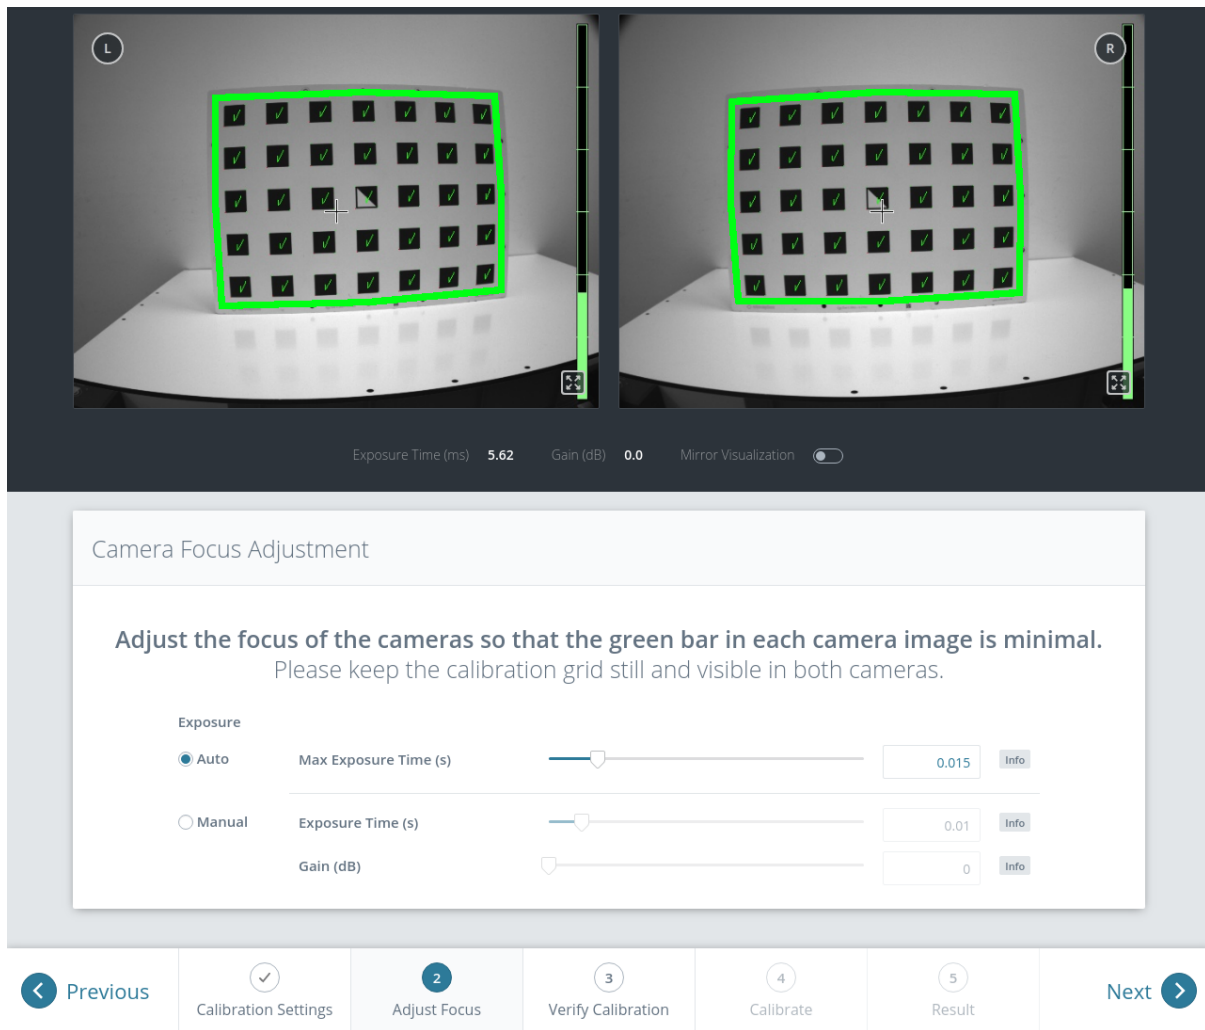 L
R
Exposure Time (ms) 5.62 Gain (dB) 0.0 Mirror Visualization
Camera Focus Adjustment
Adjust the focus of the cameras so that the green bar in each camera image is minimal.
Please keep the calibration grid still and visible in both cameras.
Exposure
Auto Max Exposure Time (s) 0.015 Info
Manual Exposure Time (s) 0.01 Info
Gain (dB) 0 Info
Previous
Calibration Settings
2
Adjust Focus
3
Verify Calibration
4
Calibrate
5
Result
Next